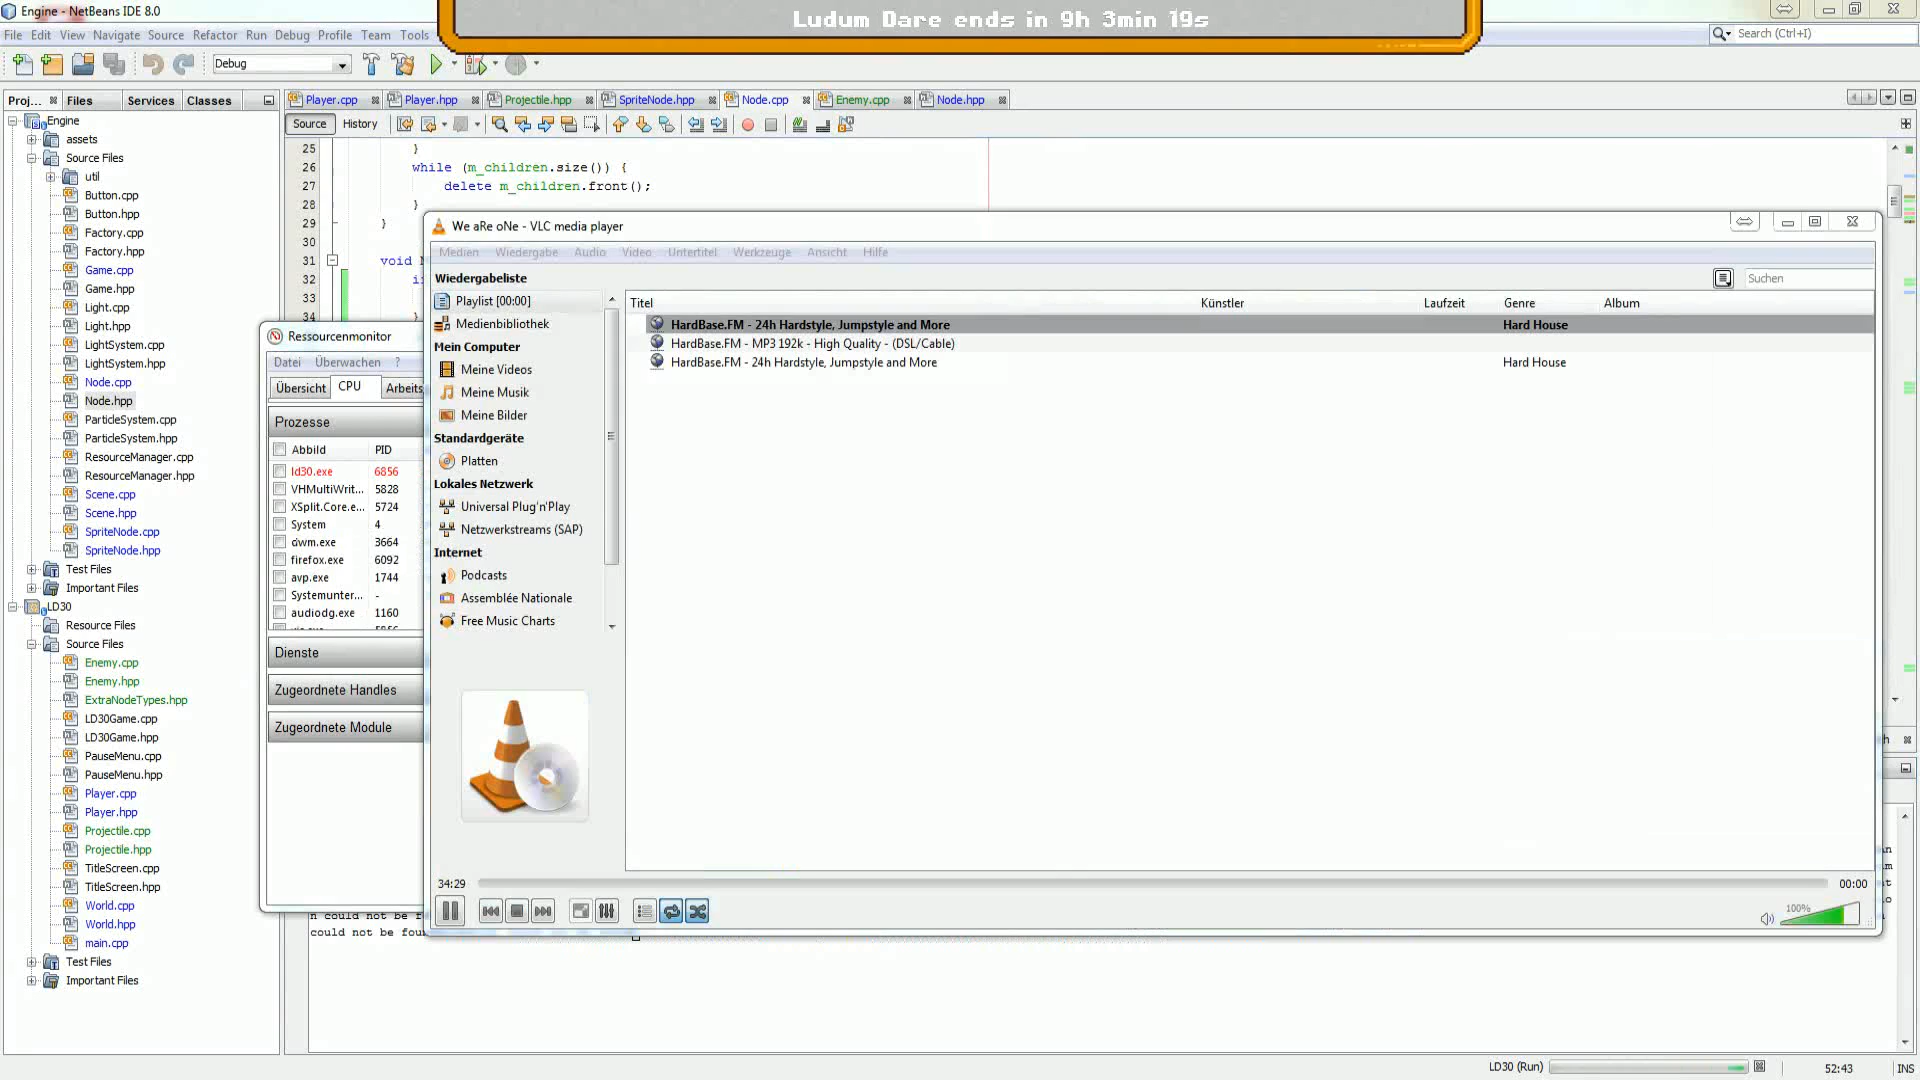 Engine - NetBeans IDE 8.0
Ludum Dare ends in 9h 3min 19s
File Edit View Navigate Source Refactor Run Debug Profile Team Tools
Search (Ctrl+I)
Debug
Proj... Files Services Classes
Player.cpp Player.hpp Projectile.hpp SpriteNode.hpp Node.cpp Enemy.cpp Node.hpp
Source History
Engine
assets
Source Files
util
Button.cpp
Button.hpp
Factory.cpp
Factory.hpp
Game.cpp
Game.hpp
Light.cpp
Light.hpp
LightSystem.cpp
LightSystem.hpp
Node.cpp
Node.hpp
ParticleSystem.cpp
ParticleSystem.hpp
ResourceManager.cpp
ResourceManager.hpp
Scene.cpp
Scene.hpp
SpriteNode.cpp
SpriteNode.hpp
Test Files
Important Files
LD30
Resource Files
Source Files
Enemy.cpp
Enemy.hpp
ExtraNodeTypes.hpp
LD30Game.cpp
LD30Game.hpp
PauseMenu.cpp
PauseMenu.hpp
Player.cpp
Player.hpp
Projectile.cpp
Projectile.hpp
TitleScreen.cpp
TitleScreen.hpp
World.cpp
World.hpp
main.cpp
Test Files
Important Files
25 }
26 while (m_children.size()) {
27 delete m_children.front();
28 }
29 }
30
31 void
32
33
34
Ressourcenmonitor
Datei Überwachen ?
Übersicht CPU Arbeits
Prozesse
Abbild PID
ld30.exe 6856
VHMultiWrit... 5828
XSplit.Core.e... 5724
System 4
dwm.exe 3664
firefox.exe 6092
avp.exe 1744
Systemunter... -
audiodg.exe 1160
Dienste
Zugeordnete Handles
Zugeordnete Module
We aRe oNe - VLC media player
Medien Wiedergabe Audio Video Untertitel Werkzeuge Ansicht Hilfe
Wiedergabeliste
Suchen
Playlist [00:00]
Medienbibliothek
Mein Computer
Meine Videos
Meine Musik
Meine Bilder
Standardgeräte
Platten
Lokales Netzwerk
Universal Plug'n'Play
Netzwerkstreams (SAP)
Internet
Podcasts
Assemblée Nationale
Free Music Charts
Titel Künstler Laufzeit Genre Album
HardBase.FM - 24h Hardstyle, Jumpstyle and More Hard House
HardBase.FM - MP3 192k - High Quality - (DSL/Cable)
HardBase.FM - 24h Hardstyle, Jumpstyle and More Hard House
34:29 00:00
100%
n could not be f
could not be fou
LD30 (Run) 52:43 INS